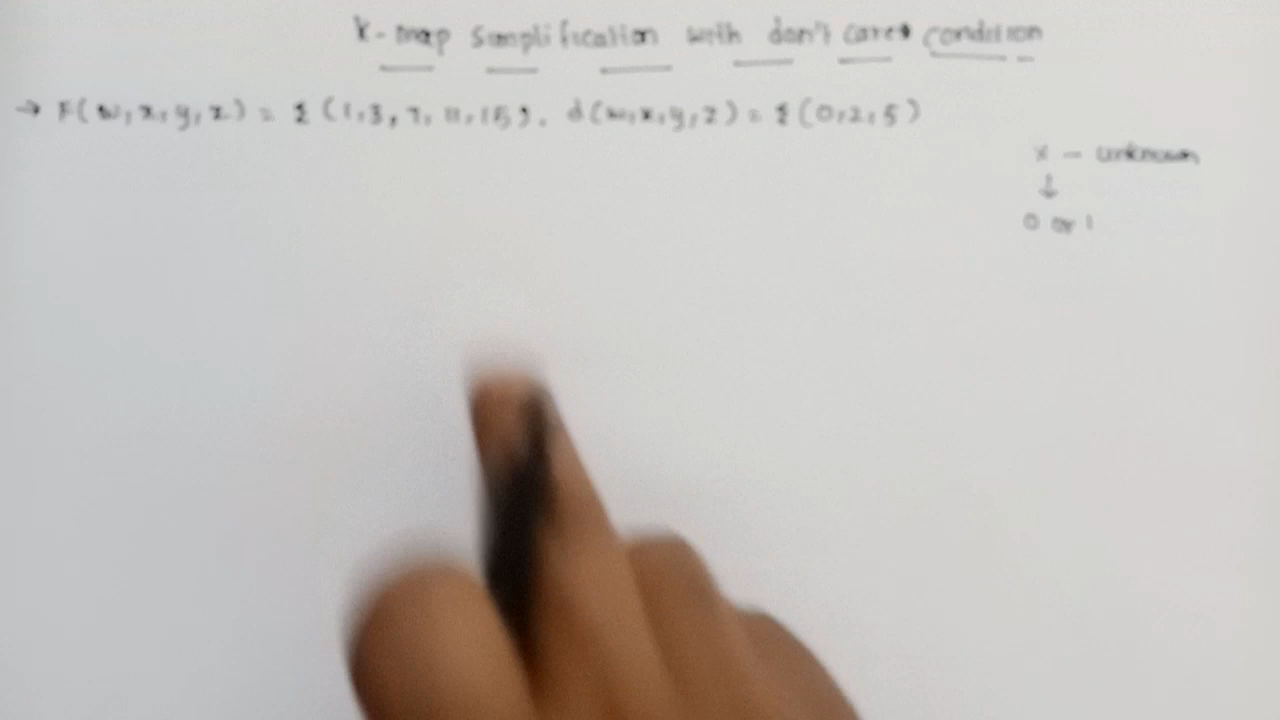 K-map Simplification with don't care condition
→ F(w,x,y,z) = Σ(1,3,7,11,15). d(w,x,y,z) = Σ(0,2,5)
x - unknown
↓
0 or 1